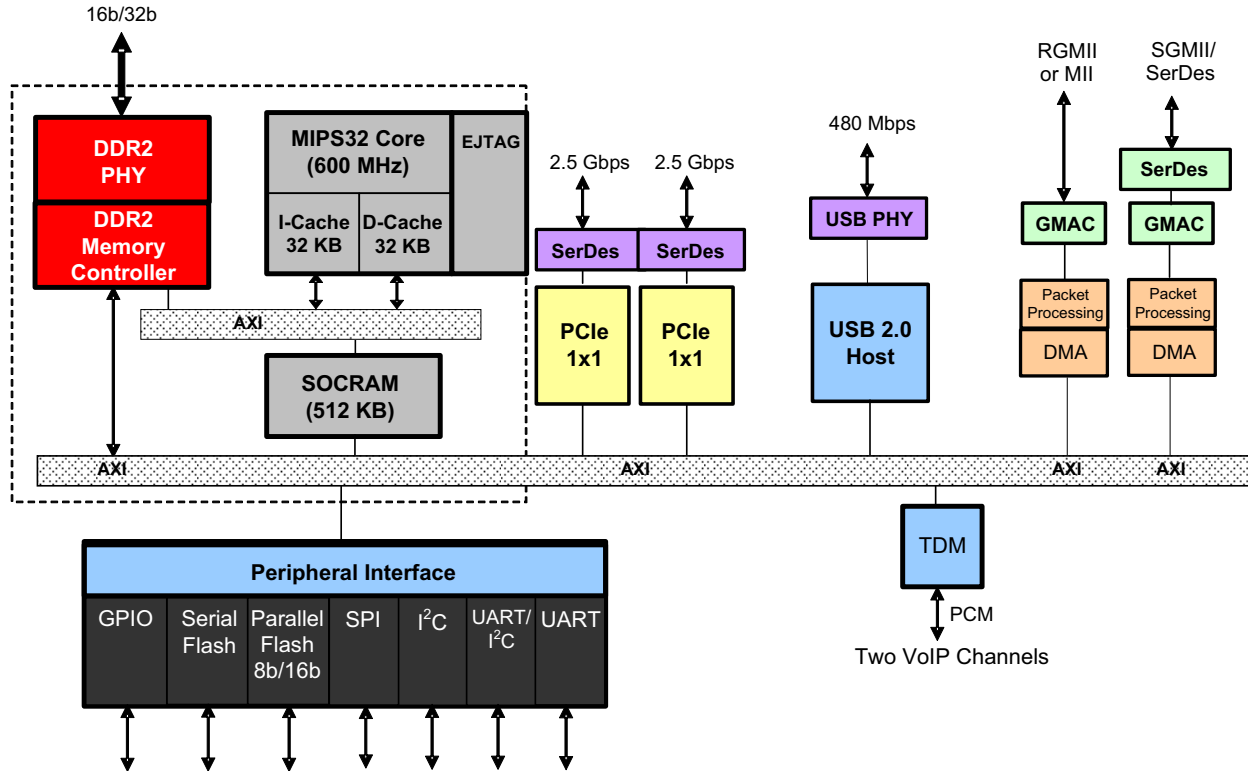 16b/32b
DDR2
PHY
DDR2
Memory
Controller
MIPS32 Core
(600 MHz)
EJTAG
I-Cache
32 KB
D-Cache
32 KB
AXI
SOCRAM
(512 KB)
2.5 Gbps
2.5 Gbps
SerDes
SerDes
PCIe
1x1
PCIe
1x1
480 Mbps
USB PHY
USB 2.0
Host
RGMII
or MII
SGMII/
SerDes
SerDes
GMAC
GMAC
Packet
Processing
Packet
Processing
DMA
DMA
AXI
AXI
AXI
AXI
Peripheral Interface
GPIO
Serial
Flash
Parallel
Flash
8b/16b
SPI
I²C
UART/
I²C
UART
TDM
PCM
Two VoIP Channels